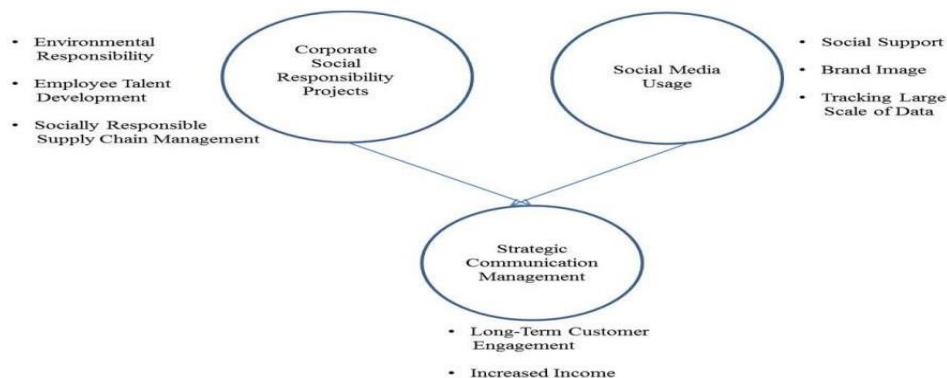 • Environmental
Responsibility
• Employee Talent
Development
• Socially Responsible
Supply Chain Management
Corporate
Social
Responsibility
Projects
Social Media
Usage
• Social Support
• Brand Image
• Tracking Large
Scale of Data
Strategic
Communication
Management
• Long-Term Customer
Engagement
• Increased Income